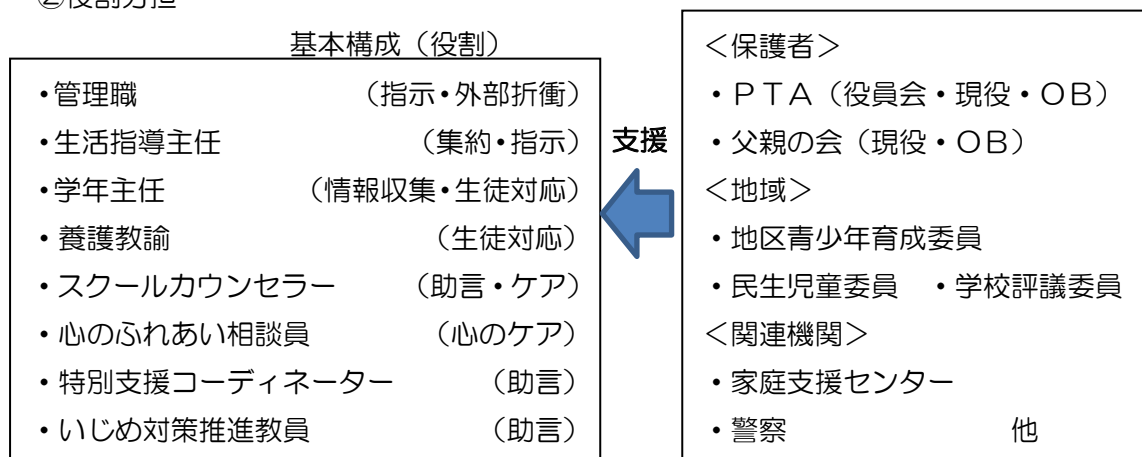 ②役割分担
基本構成（役割）
・管理職（指示・外部折衝）
・生活指導主任（集約・指示）
・学年主任（情報収集・生徒対応）
・養護教諭（生徒対応）
・スクールカウンセラー（助言・ケア）
・心のふれあい相談員（心のケア）
・特別支援コーディネーター（助言）
・いじめ対策推進教員（助言）
支援
＜保護者＞
・ＰＴＡ（役員会・現役・ＯＢ）
・父親の会（現役・ＯＢ）
＜地域＞
・地区青少年育成委員
・民生児童委員　・学校評議委員
＜関連機関＞
・家庭支援センター
・警察　他